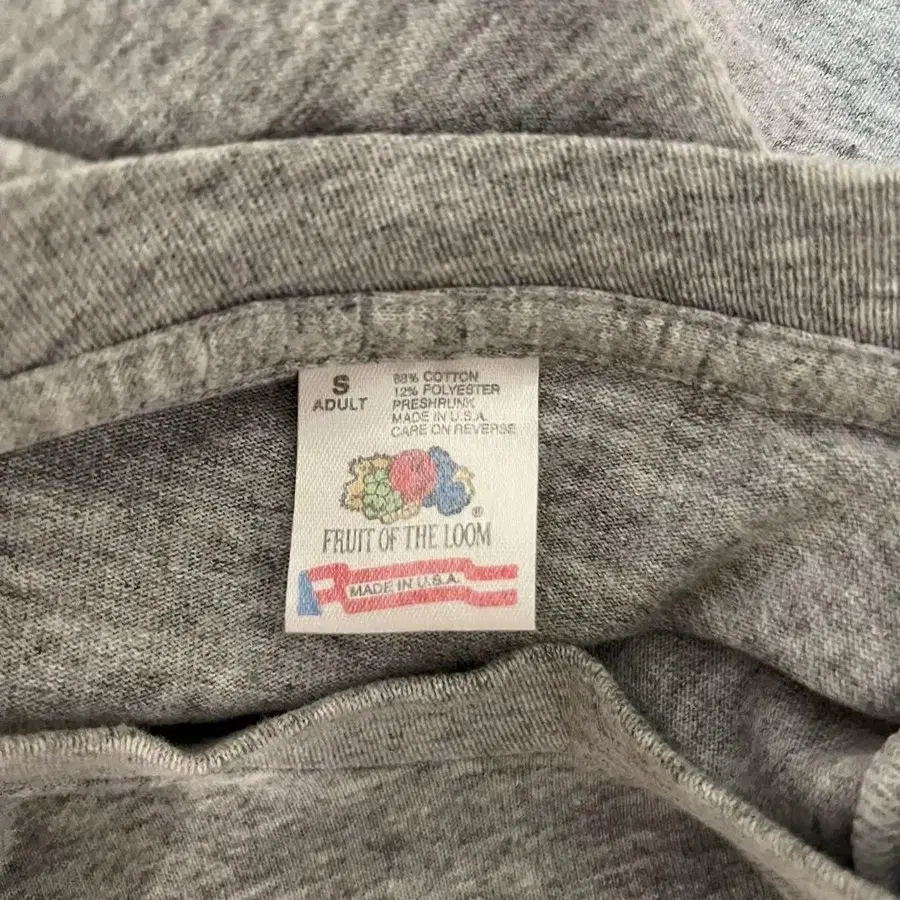 S
ADULT
88% COTTON
12% POLYESTER
PRESHRUNK
MADE IN U.S.A.
CARE ON REVERSE
®
FRUIT OF THE LOOM
MADE IN U.S.A.